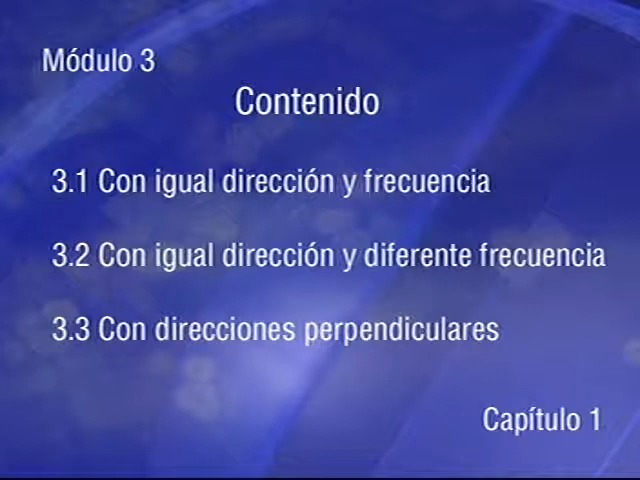 Módulo 3
Contenido
3.1 Con igual dirección y frecuencia
3.2 Con igual dirección y diferente frecuencia
3.3 Con direcciones perpendiculares
Capítulo 1